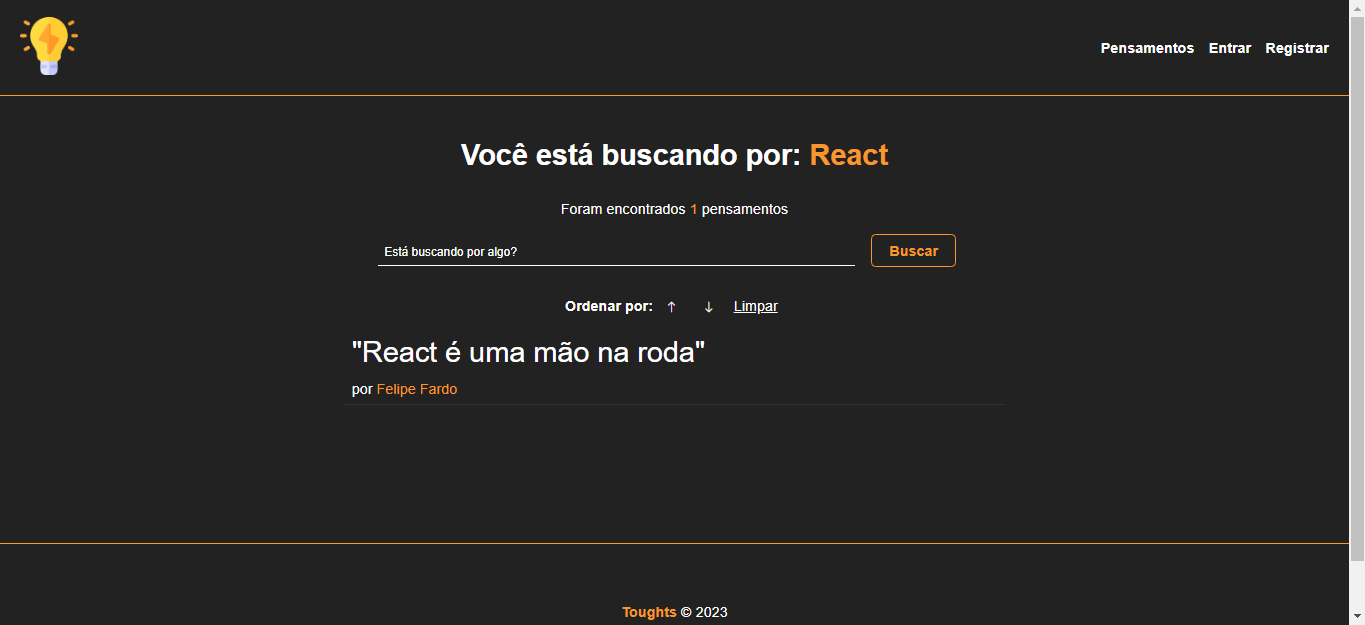 Pensamentos Entrar Registrar
Você está buscando por: React
Foram encontrados 1 pensamentos
Está buscando por algo?
Buscar
Ordenar por: ↑ ↓ Limpar
"React é uma mão na roda"
por Felipe Fardo
Toughts © 2023